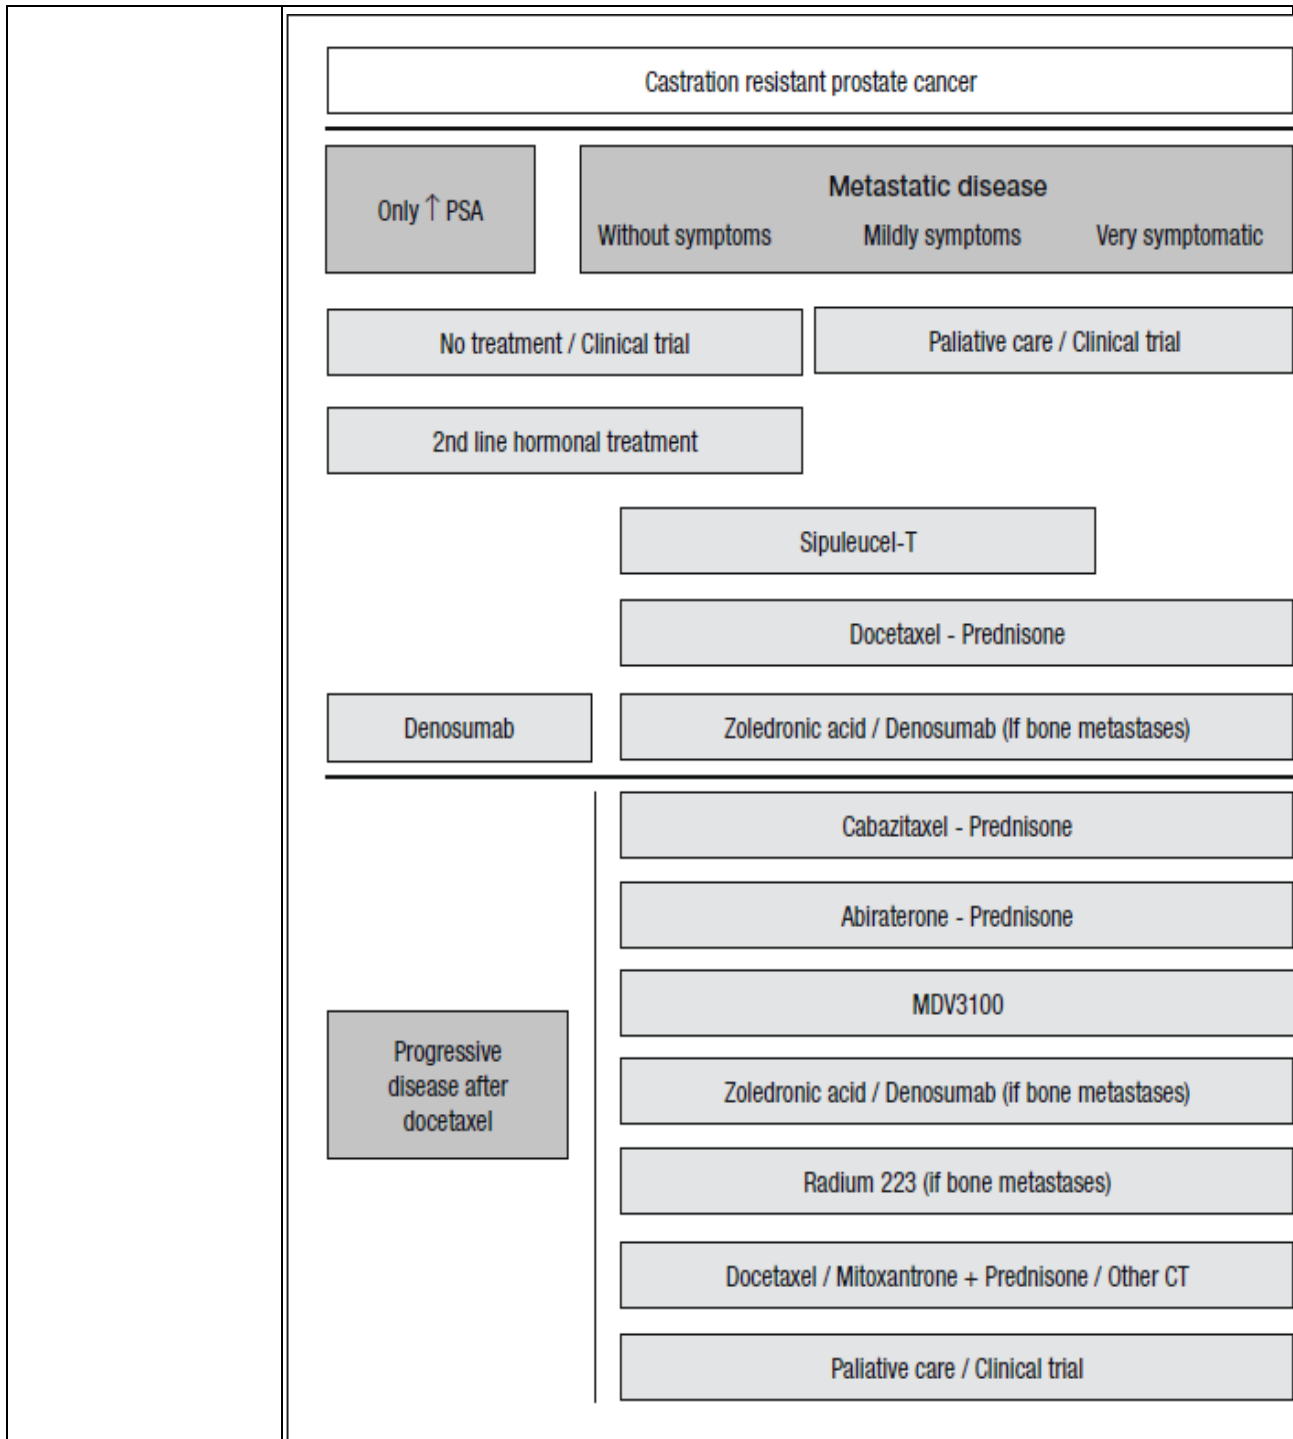 Castration resistant prostate cancer
Only ↑ PSA
Metastatic disease
Without symptoms Mildly symptoms Very symptomatic
No treatment / Clinical trial
Paliative care / Clinical trial
2nd line hormonal treatment
Sipuleucel-T
Docetaxel - Prednisone
Denosumab
Zoledronic acid / Denosumab (If bone metastases)
Cabazitaxel - Prednisone
Abiraterone - Prednisone
MDV3100
Progressive
disease after
docetaxel
Zoledronic acid / Denosumab (if bone metastases)
Radium 223 (if bone metastases)
Docetaxel / Mitoxantrone + Prednisone / Other CT
Paliative care / Clinical trial